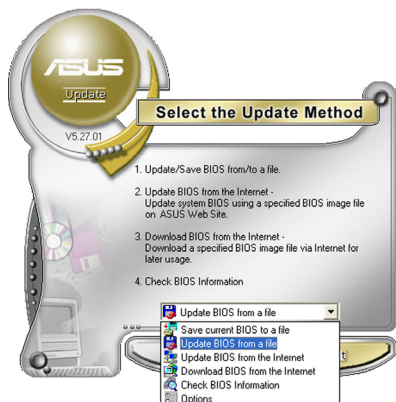 ASUS
Update
V5.27.01
Select the Update Method
1. Update/Save BIOS from/to a file.
2. Update BIOS from the Internet -
Update system BIOS using a specified BIOS image file
on ASUS Web Site.
3. Download BIOS from the Internet -
Download a specified BIOS image file via Internet for
later usage.
4. Check BIOS Information
Update BIOS from a file
Save current BIOS to a file
Update BIOS from a file
Update BIOS from the Internet
Download BIOS from the Internet
Check BIOS Information
Options